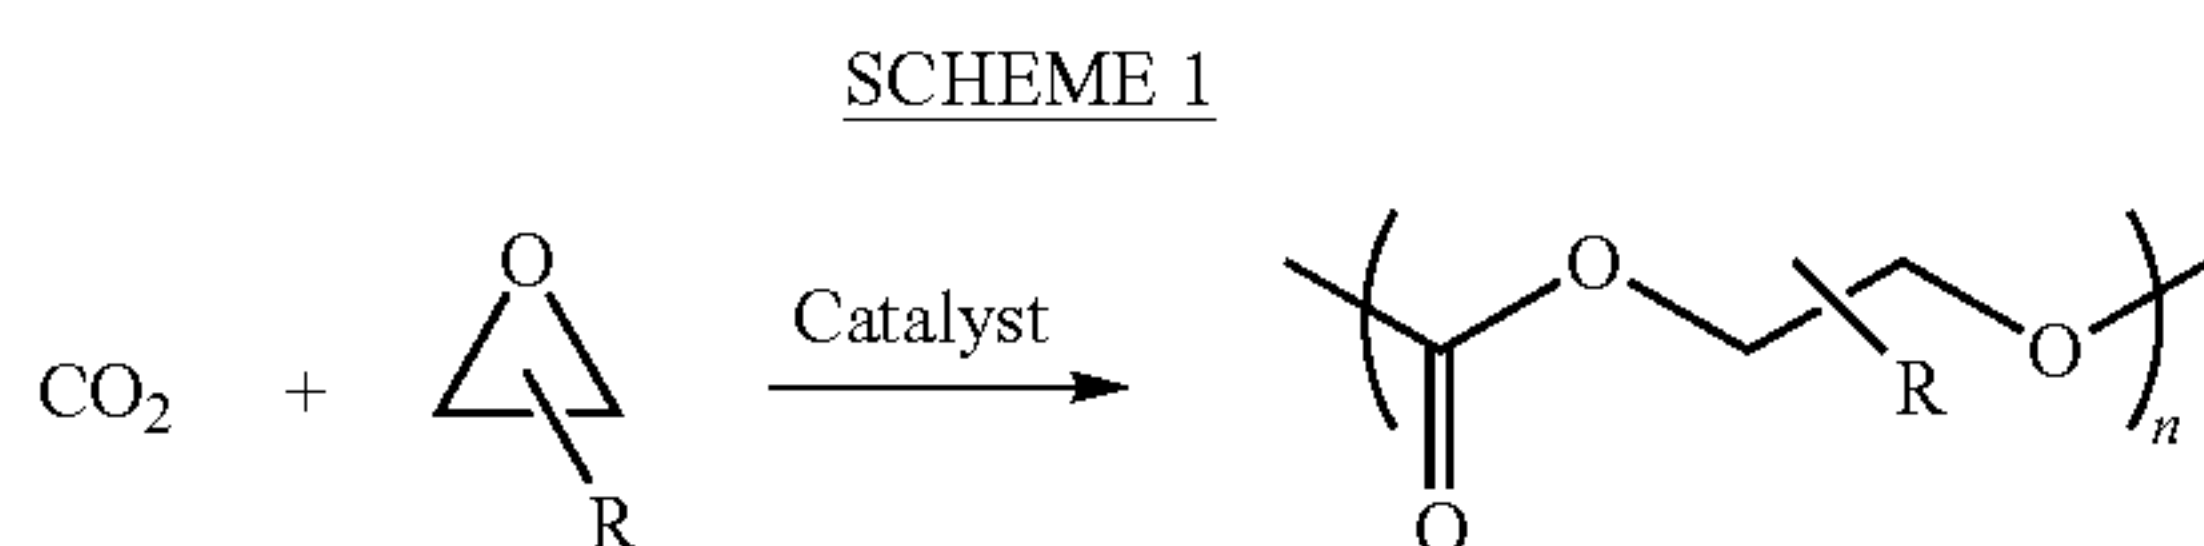 SCHEME 1
CO₂ + O R Catalyst O R O n O